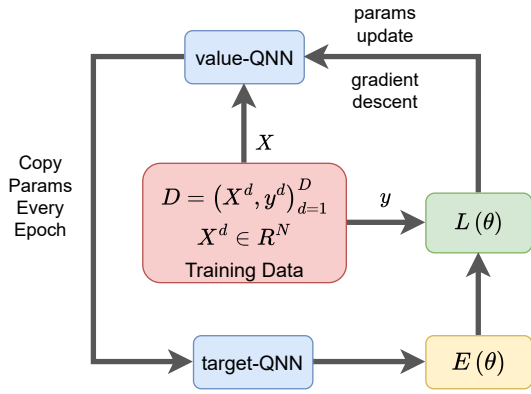 params
update
value-QNN
gradient
descent
X
Copy
Params
Every
Epoch
D = (X^d, y^d)_{d=1}^D
X^d ∈ R^N
Training Data
y
L(θ)
target-QNN
E(θ)